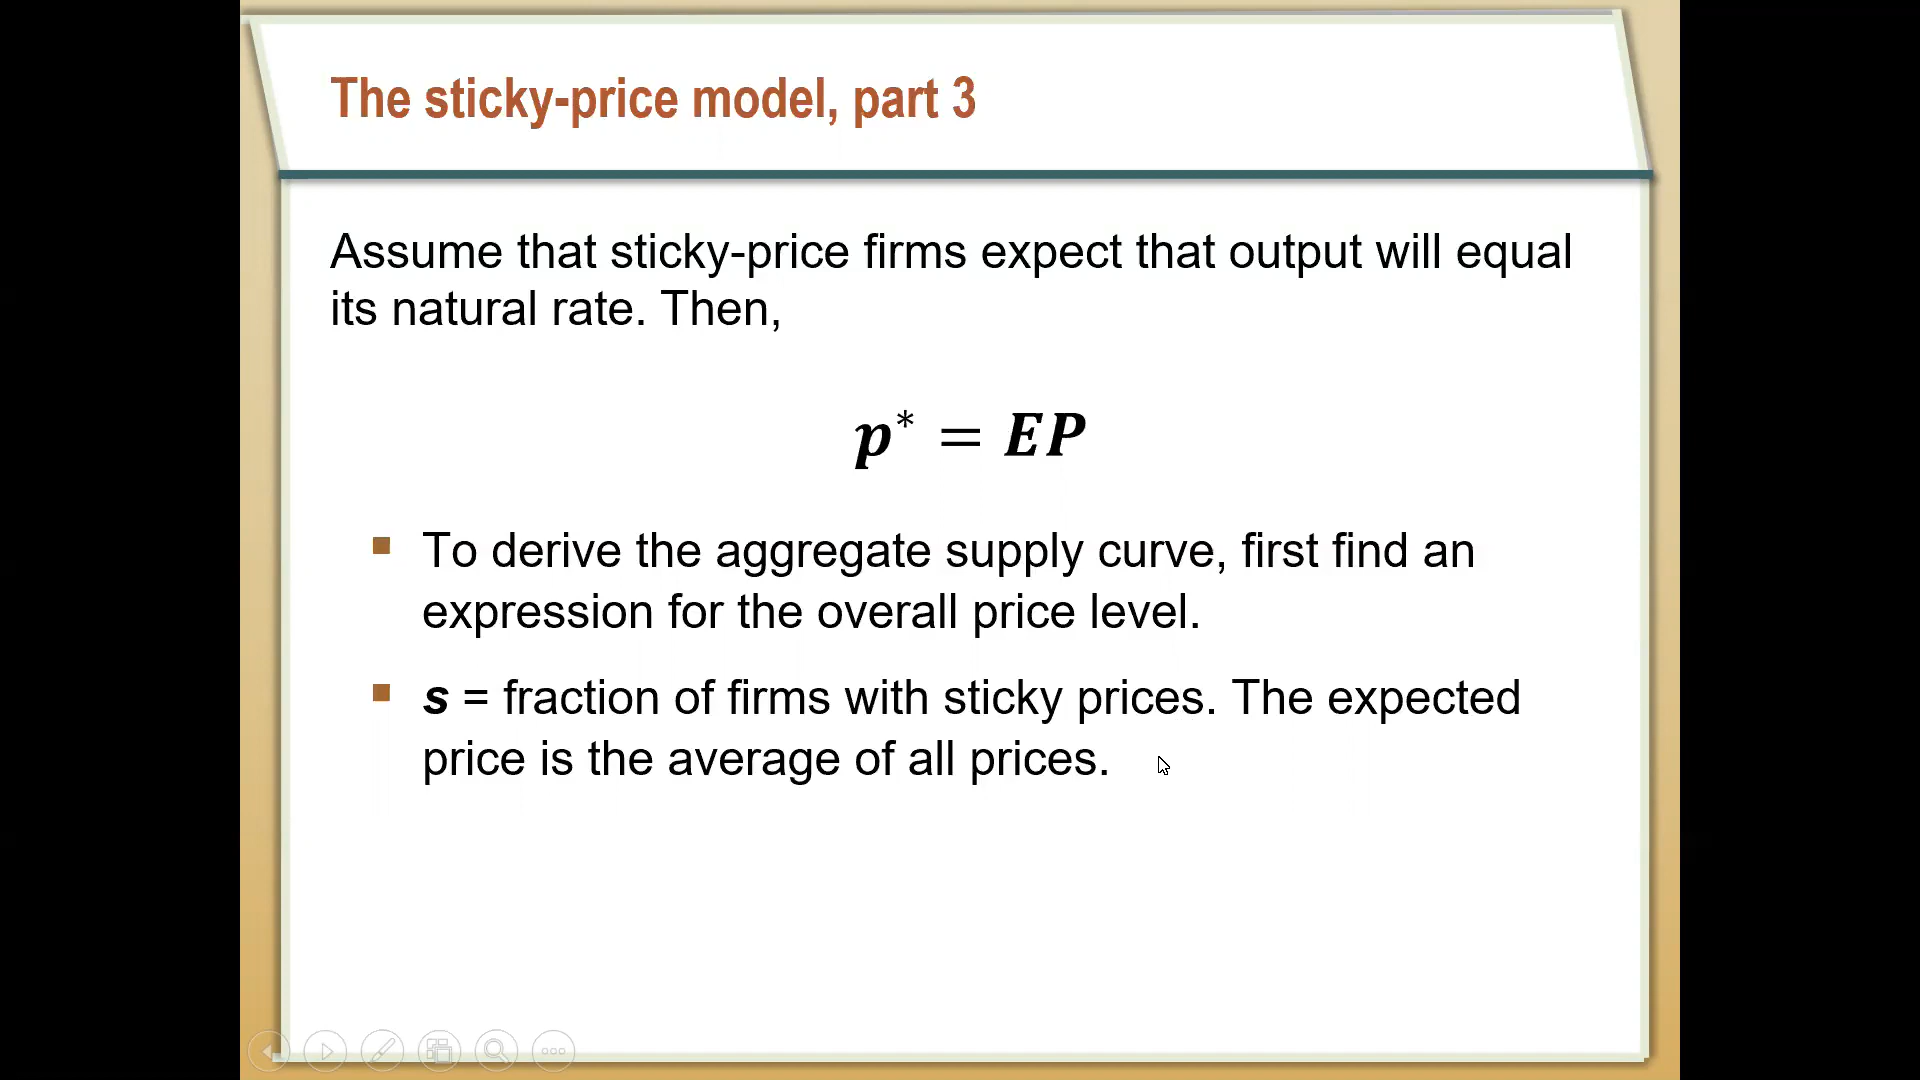 The sticky-price model, part 3
Assume that sticky-price firms expect that output will equal
its natural rate. Then,
p* = EP
▪ To derive the aggregate supply curve, first find an
expression for the overall price level.
▪ s = fraction of firms with sticky prices. The expected
price is the average of all prices.